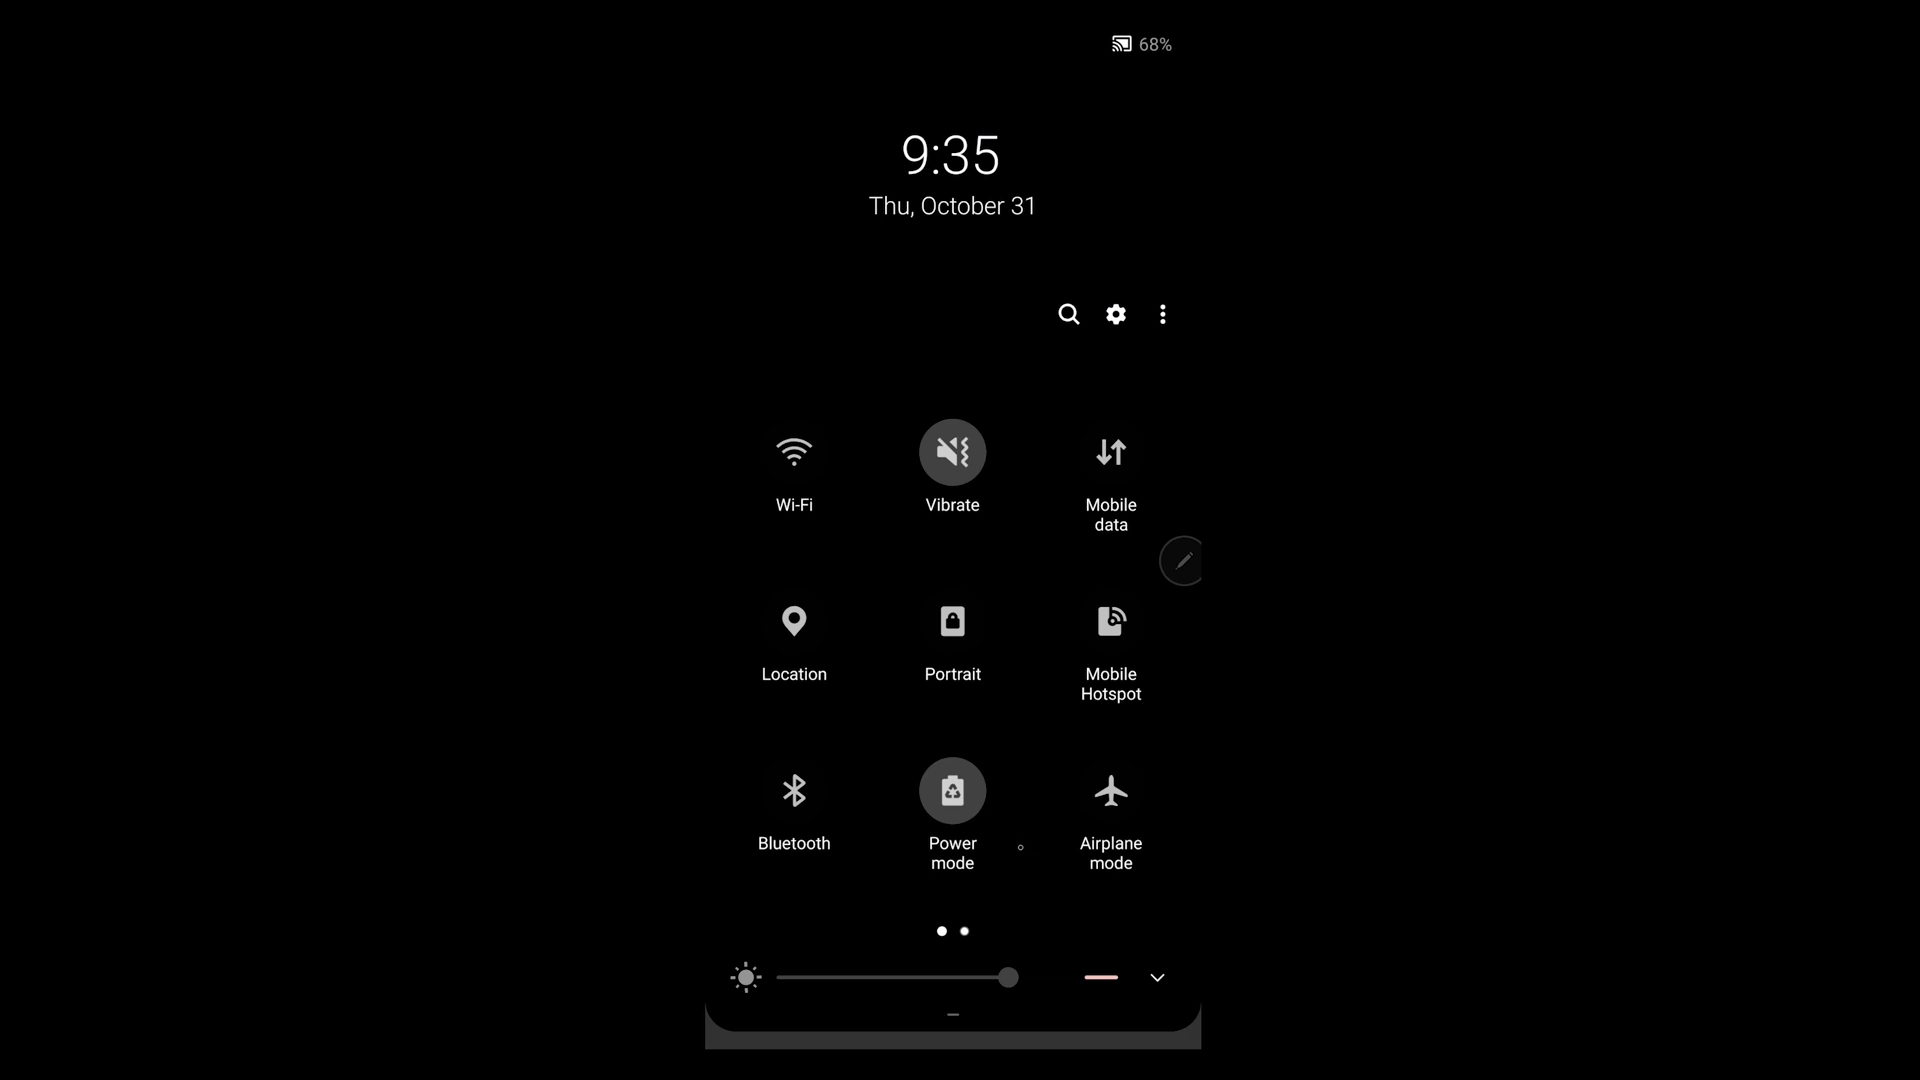 68%
9:35
Thu, October 31
Wi-Fi
Vibrate
Mobile
data
Location
Portrait
Mobile
Hotspot
Bluetooth
Power
mode
Airplane
mode